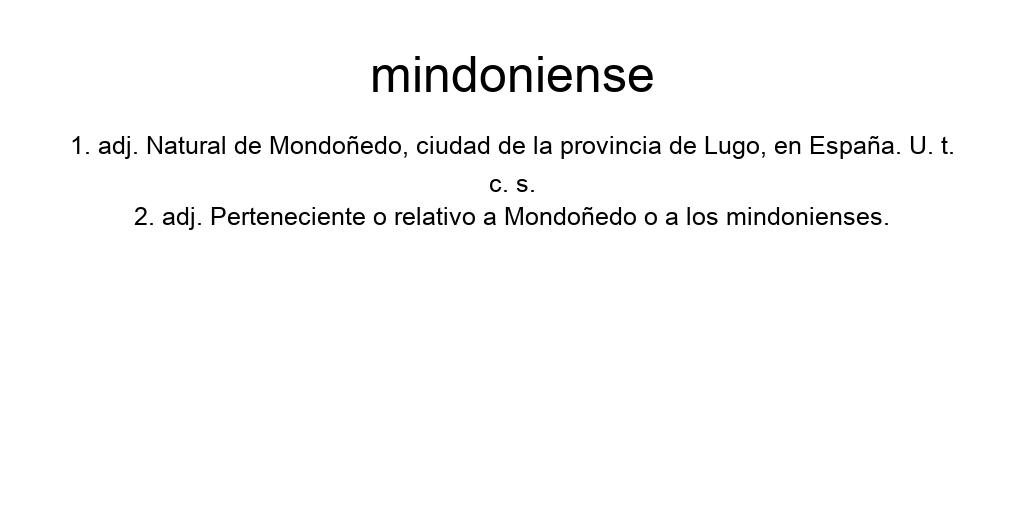 mindoniense
1. adj. Natural de Mondoñedo, ciudad de la provincia de Lugo, en España. U. t.
c. s.
2. adj. Perteneciente o relativo a Mondoñedo o a los mindonienses.